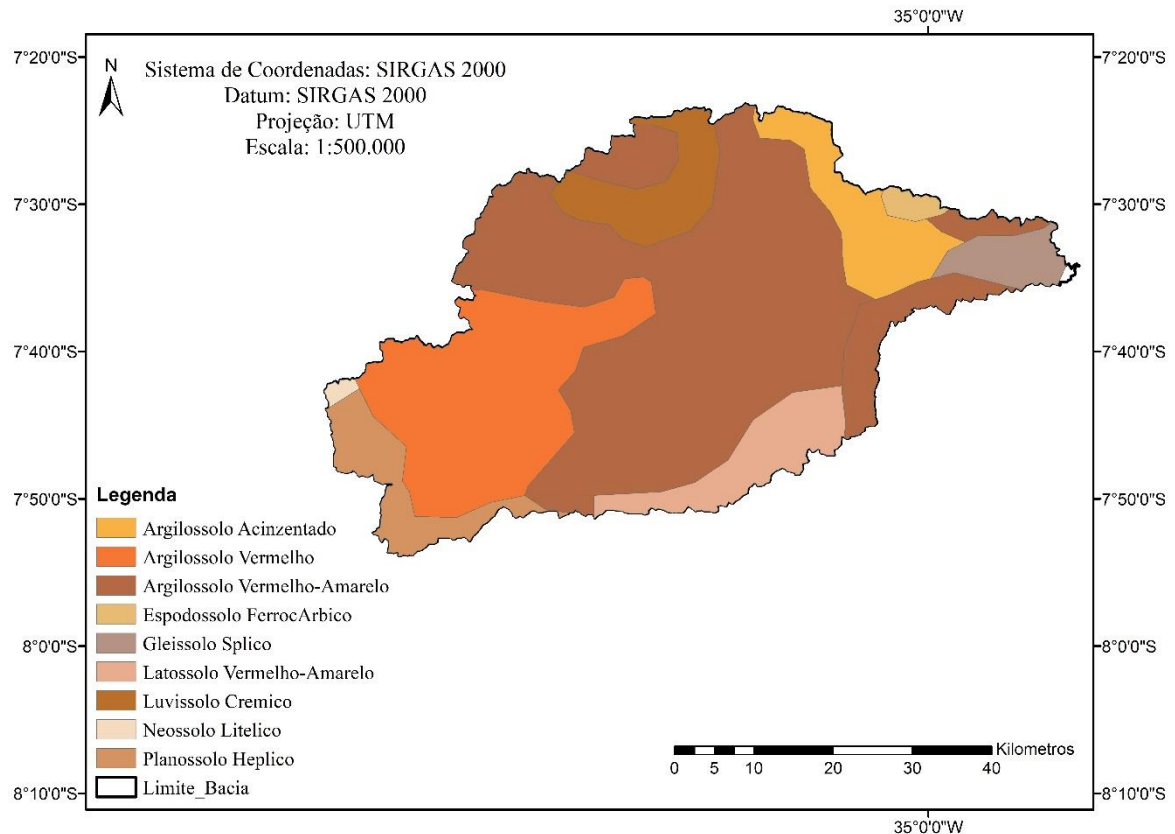 35°0'0"W
7°20'0"S
7°20'0"S
N
Sistema de Coordenadas: SIRGAS 2000
Datum: SIRGAS 2000
Projeção: UTM
Escala: 1:500.000
7°30'0"S
7°30'0"S
7°40'0"S
7°40'0"S
7°50'0"S
7°50'0"S
Legenda
Argilossolo Acinzentado
Argilossolo Vermelho
Argilossolo Vermelho-Amarelo
Espodossolo FerrocArbico
Gleissolo Splico
Latossolo Vermelho-Amarelo
Luvissolo Cremico
Neossolo Litelico
Planossolo Heplico
Limite_Bacia
8°0'0"S
8°0'0"S
Kilometros
0 5 10 20 30 40
8°10'0"S
8°10'0"S
35°0'0"W